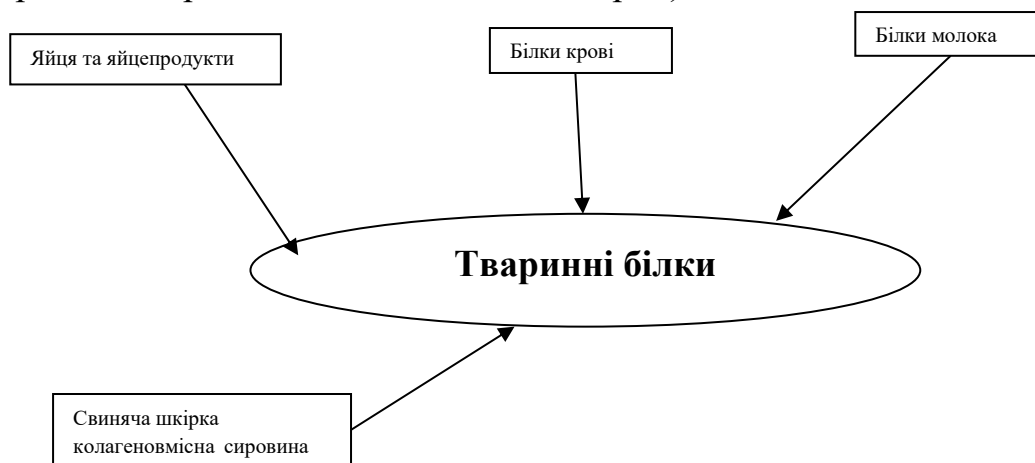 Яйця та яйцепродукти
Білки крові
Білки молока
Тваринні білки
Свиняча шкірка
колагеновмісна сировина